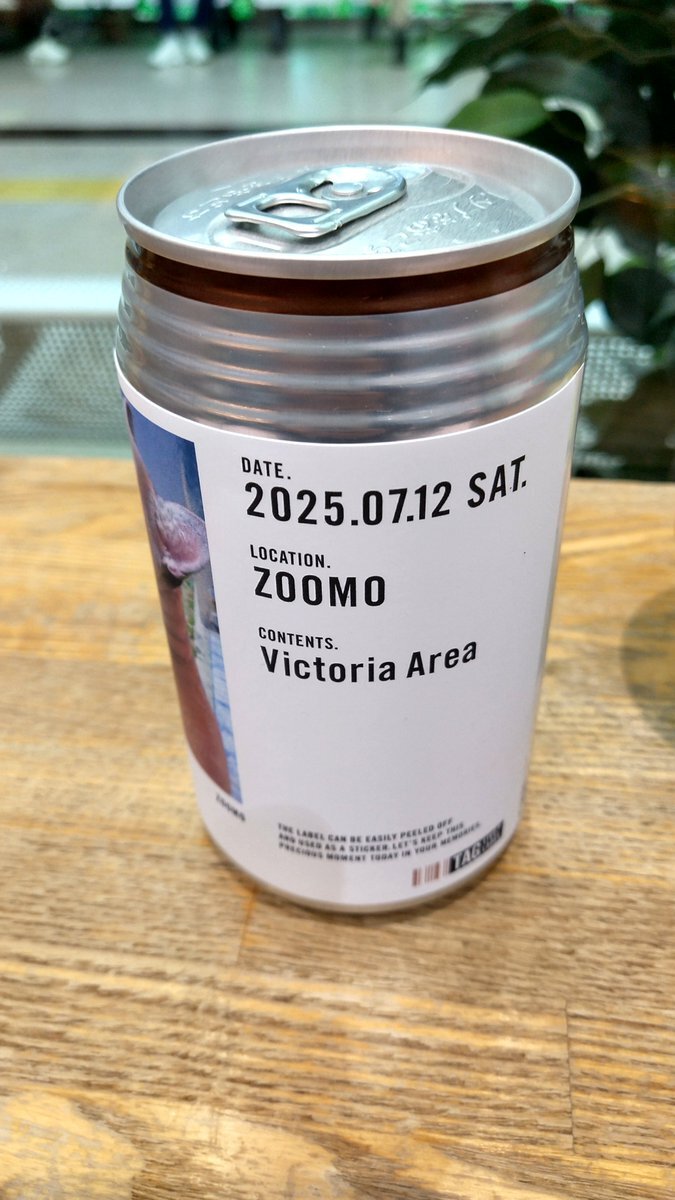 DATE.
2025.07.12 SAT.
LOCATION.
ZOOMO
CONTENTS.
Victoria Area
ZOOMO
THE LABEL CAN BE EASILY PEELED OFF
AND USED AS A STICKER. LET'S KEEP THIS
PRECIOUS MOMENT TODAY IN YOUR MEMORIES.
TAG